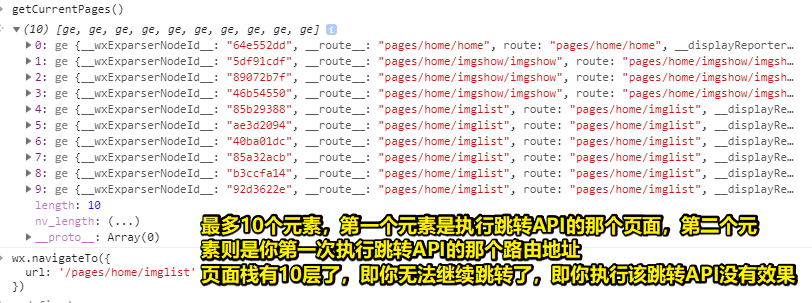 getCurrentPages()
(10) [ge, ge, ge, ge, ge, ge, ge, ge, ge, ge] i
0: ge {__wxExparserNodeId__: "64e552dd", __route__: "pages/home/home", route: "pages/home/home", __displayReporter…
1: ge {__wxExparserNodeId__: "5df91cdf", __route__: "pages/home/imgshow/imgshow", route: "pages/home/imgshow/imgsh…
2: ge {__wxExparserNodeId__: "89072b7f", __route__: "pages/home/imgshow/imgshow", route: "pages/home/imgshow/imgsh…
3: ge {__wxExparserNodeId__: "46b54550", __route__: "pages/home/imgshow/imgshow", route: "pages/home/imgshow/imgsh…
4: ge {__wxExparserNodeId__: "85b29388", __route__: "pages/home/imglist", route: "pages/home/imglist", __displayRe…
5: ge {__wxExparserNodeId__: "ae3d2094", __route__: "pages/home/imglist", route: "pages/home/imglist", __displayRe…
6: ge {__wxExparserNodeId__: "40ba01dc", __route__: "pages/home/imglist", route: "pages/home/imglist", __displayRe…
7: ge {__wxExparserNodeId__: "85a32acb", __route__: "pages/home/imglist", route: "pages/home/imglist", __displayRe…
8: ge {__wxExparserNodeId__: "b3ccfa14", __route__: "pages/home/imglist", route: "pages/home/imglist", __displayRe…
9: ge {__wxExparserNodeId__: "92d3622e", __route__: "pages/home/imglist", route: "pages/home/imglist", __displayRe…
length: 10
nv_length: (...)
__proto__: Array(0)
最多10个元素，第一个元素是执行跳转API的那个页面，第二个元
素则是你第一次执行跳转API的那个路由地址
页面栈有10层了，即你无法继续跳转了，即你执行该跳转API没有效果
wx.navigateTo({
url: '/pages/home/imglist'
})